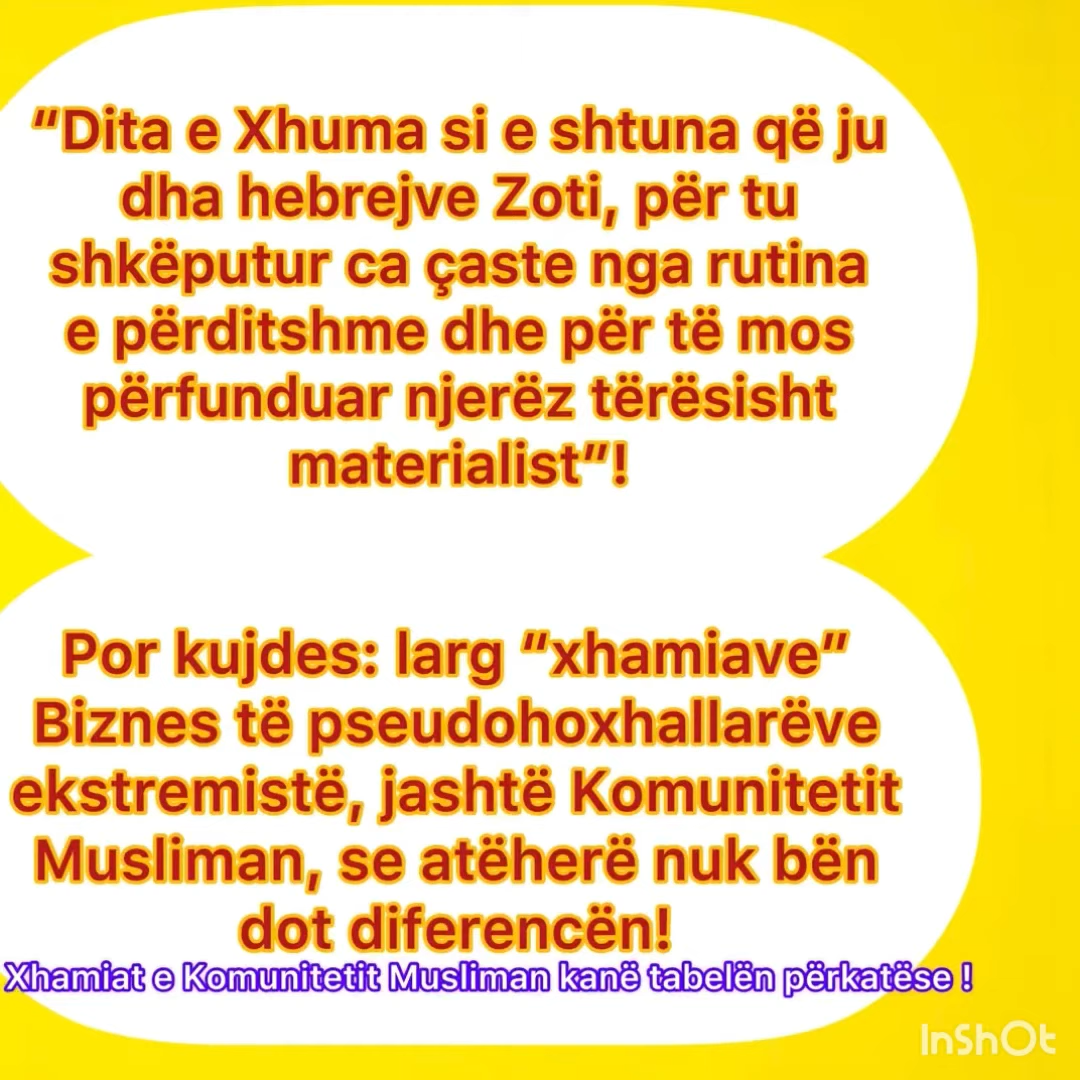 “Dita e Xhuma si e shtuna që ju
dha hebrejve Zoti, për tu
shkëputur ca çaste nga rutina
e përditshme dhe për të mos
përfunduar njerëz tërësisht
materialist”!
Por kujdes: larg “xhamiave”
Biznes të pseudohoxhallarëve
ekstremistë, jashtë Komunitetit
Musliman, se atëherë nuk bën
dot diferencën!
Xhamiat e Komunitetit Musliman kanë tabelën përkatëse !
InShOt